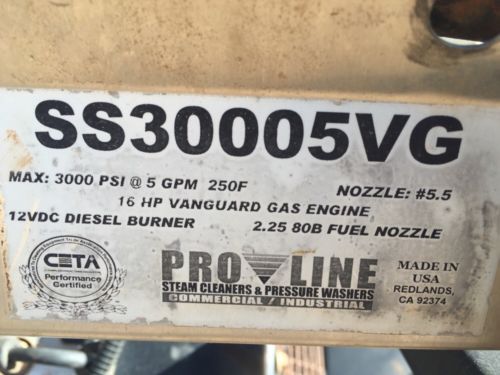 SS30005VG
MAX: 3000 PSI @ 5 GPM 250F
NOZZLE: #5.5
16 HP VANGUARD GAS ENGINE
12VDC DIESEL BURNER
2.25 80B FUEL NOZZLE
CETA
Performance
Certified
PRO LINE
STEAM CLEANERS & PRESSURE WASHERS
COMMERCIAL / INDUSTRIAL
MADE IN
USA
REDLANDS,
CA 92374